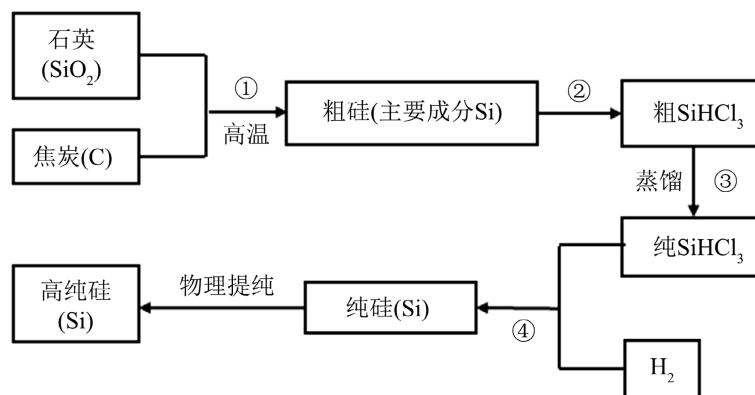 石英
(SiO₂)
①
高温
焦炭(C)
粗硅(主要成分Si)
②
粗SiHCl₃
蒸馏
③
纯SiHCl₃
高纯硅
(Si)
物理提纯
纯硅(Si)
④
H₂